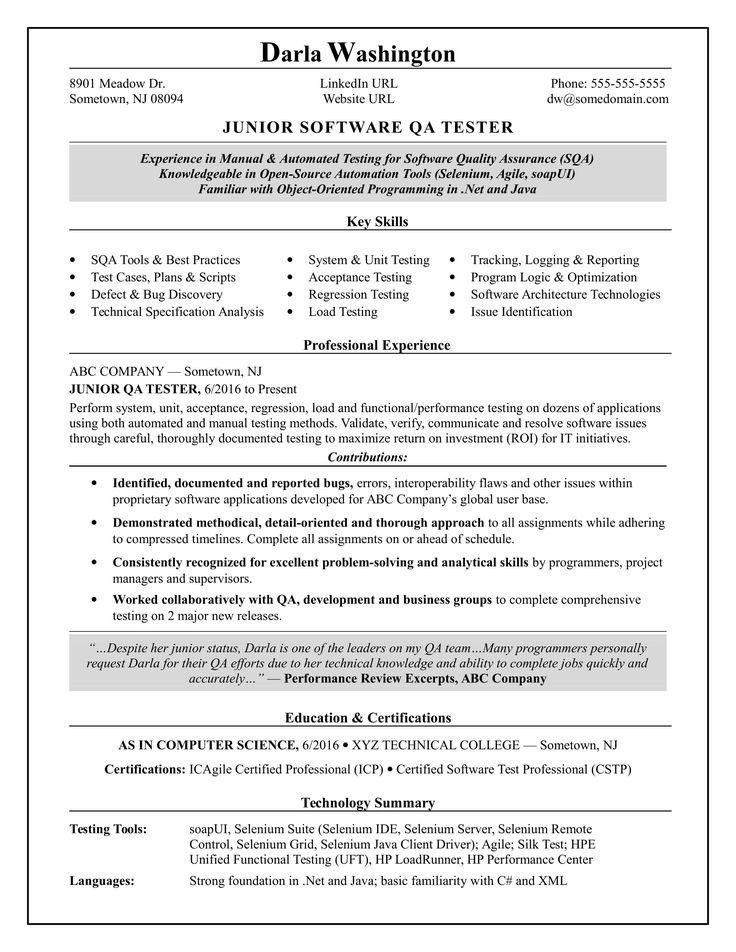 Darla Washington
8901 Meadow Dr.
Sometown, NJ 08094
LinkedIn URL
Website URL
Phone: 555-555-5555
dw@somedomain.com
JUNIOR SOFTWARE QA TESTER
Experience in Manual & Automated Testing for Software Quality Assurance (SQA)
Knowledgeable in Open-Source Automation Tools (Selenium, Agile, soapUI)
Familiar with Object-Oriented Programming in .Net and Java
Key Skills
• SQA Tools & Best Practices
• Test Cases, Plans & Scripts
• Defect & Bug Discovery
• Technical Specification Analysis
• System & Unit Testing
• Acceptance Testing
• Regression Testing
• Load Testing
• Tracking, Logging & Reporting
• Program Logic & Optimization
• Software Architecture Technologies
• Issue Identification
Professional Experience
ABC COMPANY — Sometown, NJ
JUNIOR QA TESTER, 6/2016 to Present
Perform system, unit, acceptance, regression, load and functional/performance testing on dozens of applications
using both automated and manual testing methods. Validate, verify, communicate and resolve software issues
through careful, thoroughly documented testing to maximize return on investment (ROI) for IT initiatives.
Contributions:
• Identified, documented and reported bugs, errors, interoperability flaws and other issues within
proprietary software applications developed for ABC Company’s global user base.
• Demonstrated methodical, detail-oriented and thorough approach to all assignments while adhering
to compressed timelines. Complete all assignments on or ahead of schedule.
• Consistently recognized for excellent problem-solving and analytical skills by programmers, project
managers and supervisors.
• Worked collaboratively with QA, development and business groups to complete comprehensive
testing on 2 major new releases.
“…Despite her junior status, Darla is one of the leaders on my QA team…Many programmers personally
request Darla for their QA efforts due to her technical knowledge and ability to complete jobs quickly and
accurately…” — Performance Review Excerpts, ABC Company
Education & Certifications
AS IN COMPUTER SCIENCE, 6/2016 • XYZ TECHNICAL COLLEGE — Sometown, NJ
Certifications: ICAgile Certified Professional (ICP) • Certified Software Test Professional (CSTP)
Technology Summary
Testing Tools: soapUI, Selenium Suite (Selenium IDE, Selenium Server, Selenium Remote
Control, Selenium Grid, Selenium Java Client Driver); Agile; Silk Test; HPE
Unified Functional Testing (UFT), HP LoadRunner, HP Performance Center
Languages: Strong foundation in .Net and Java; basic familiarity with C# and XML